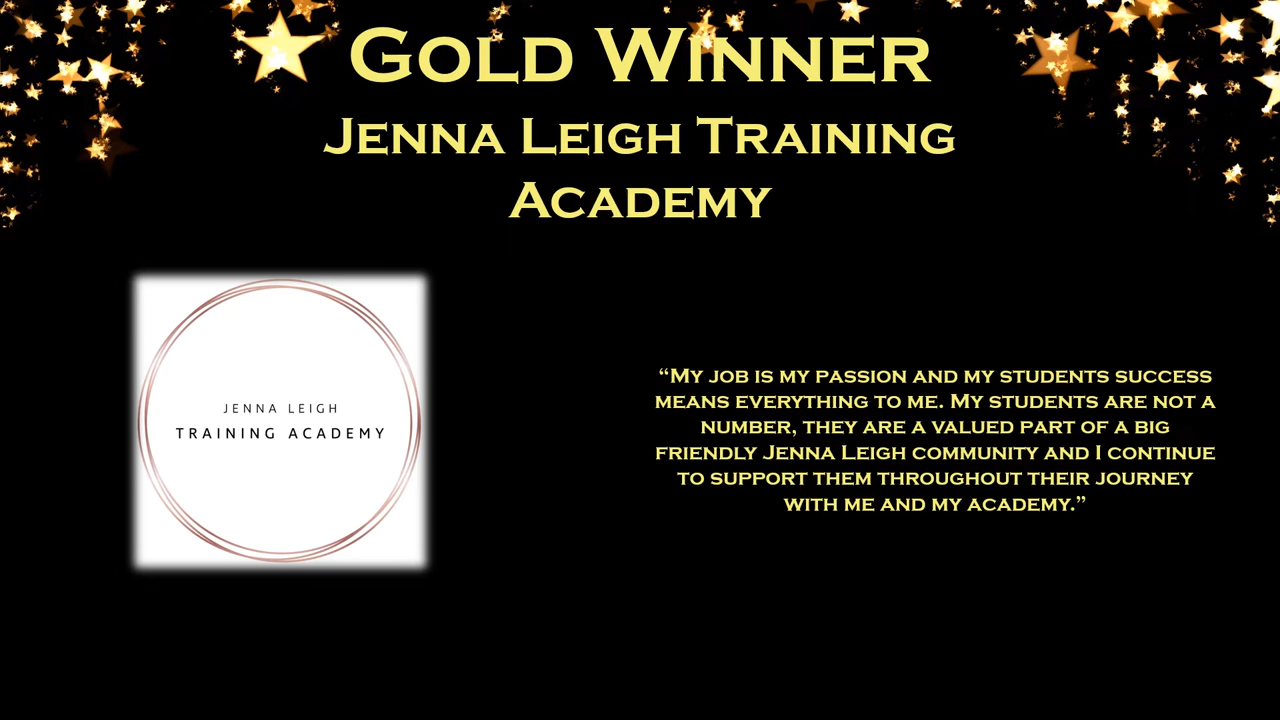 Gold Winner
Jenna Leigh Training
Academy
JENNA LEIGH
TRAINING ACADEMY
“My job is my passion and my students success
means everything to me. My students are not a
number, they are a valued part of a big
friendly Jenna Leigh community and I continue
to support them throughout their journey
with me and my academy.”